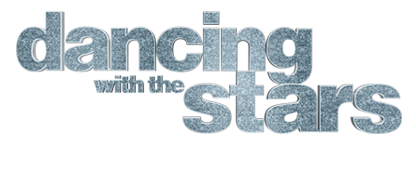 dancing
with the
stars